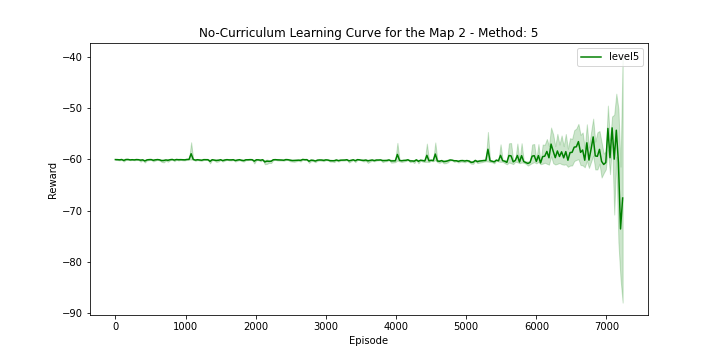 No-Curriculum Learning Curve for the Map 2 - Method: 5
level5
Reward
−40
−50
−60
−70
−80
−90
0 1000 2000 3000 4000 5000 6000 7000
Episode